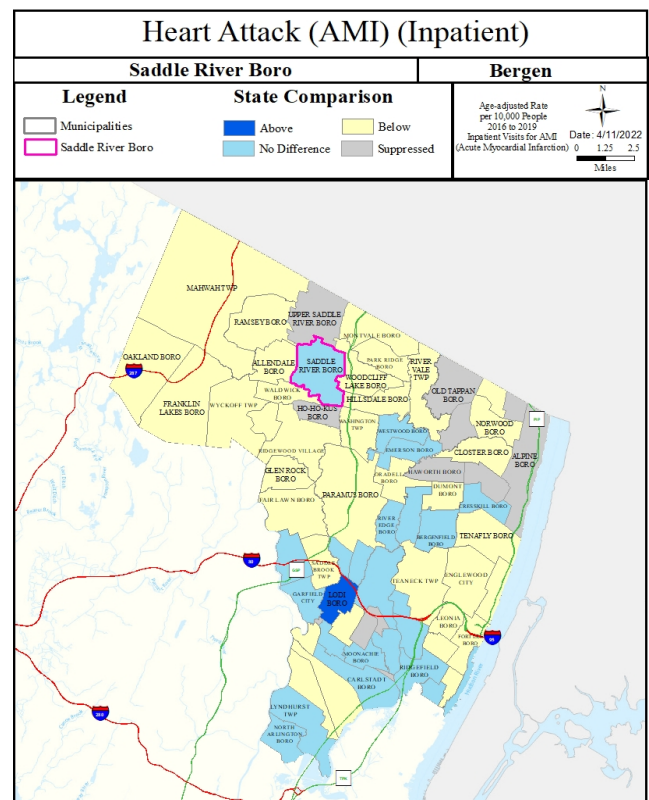 Heart Attack (AMI) (Inpatient)
Saddle River Boro
Bergen
Legend
Municipalities
Saddle River Boro
State Comparison
Above
Below
No Difference
Suppressed
Age-adjusted Rate
per 10,000 People
2016 to 2019
Inpatient Visits for AMI
(Acute Myocardial Infarction)
N
Date: 4/11/2022
0 1.25 2.5
Miles
MAHWAH TWP
UPPER SADDLE
RIVER BORO
RAMSEY BORO
MONTVALE BORO
OAKLAND BORO
ALLENDALE
BORO
SADDLE
RIVER BORO
PARK RIDGE
BORO
RIVER
VALE
TWP
WOODCLIFF
LAKE BORO
287
OLD TAPPAN
BORO
WALDWICK
BORO
HILLSDALE BORO
FRANKLIN
LAKES BORO
WYCKOFF TWP
HO-HO-KUS
BORO
WASHINGTON
TWP
NORWOOD
BORO
WESTWOOD BORO
EMERSON BORO
CLOSTER BORO
ALPINE
BORO
RIDGEWOOD VILLAGE
GLEN ROCK
BORO
ORADELL
BORO
HAWORTH BORO
DUMONT
BORO
FAIR LAWN BORO
PARAMUS BORO
CRESSKILL BORO
RIVER
EDGE
BORO
BERGENFIELD
BORO
TENAFLY BORO
80
GSP
SADDLE
BROOK
TWP
TEANECK TWP
ENGLEWOOD
CITY
GARFIELD
CITY
LODI
BORO
LEONIA
BORO
FORT LEE
BORO
95
MOONACHIE
BORO
RIDGEFIELD
BORO
CARLSTADT
BORO
LYNDHURST
TWP
280
NORTH
ARLINGTON
BORO